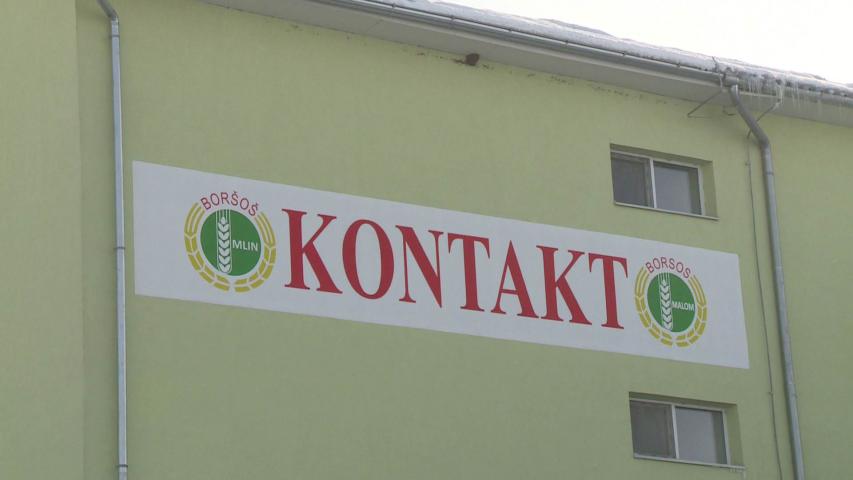 BORŠOŠ
MLIN
KONTAKT
BORSOS
MALOM